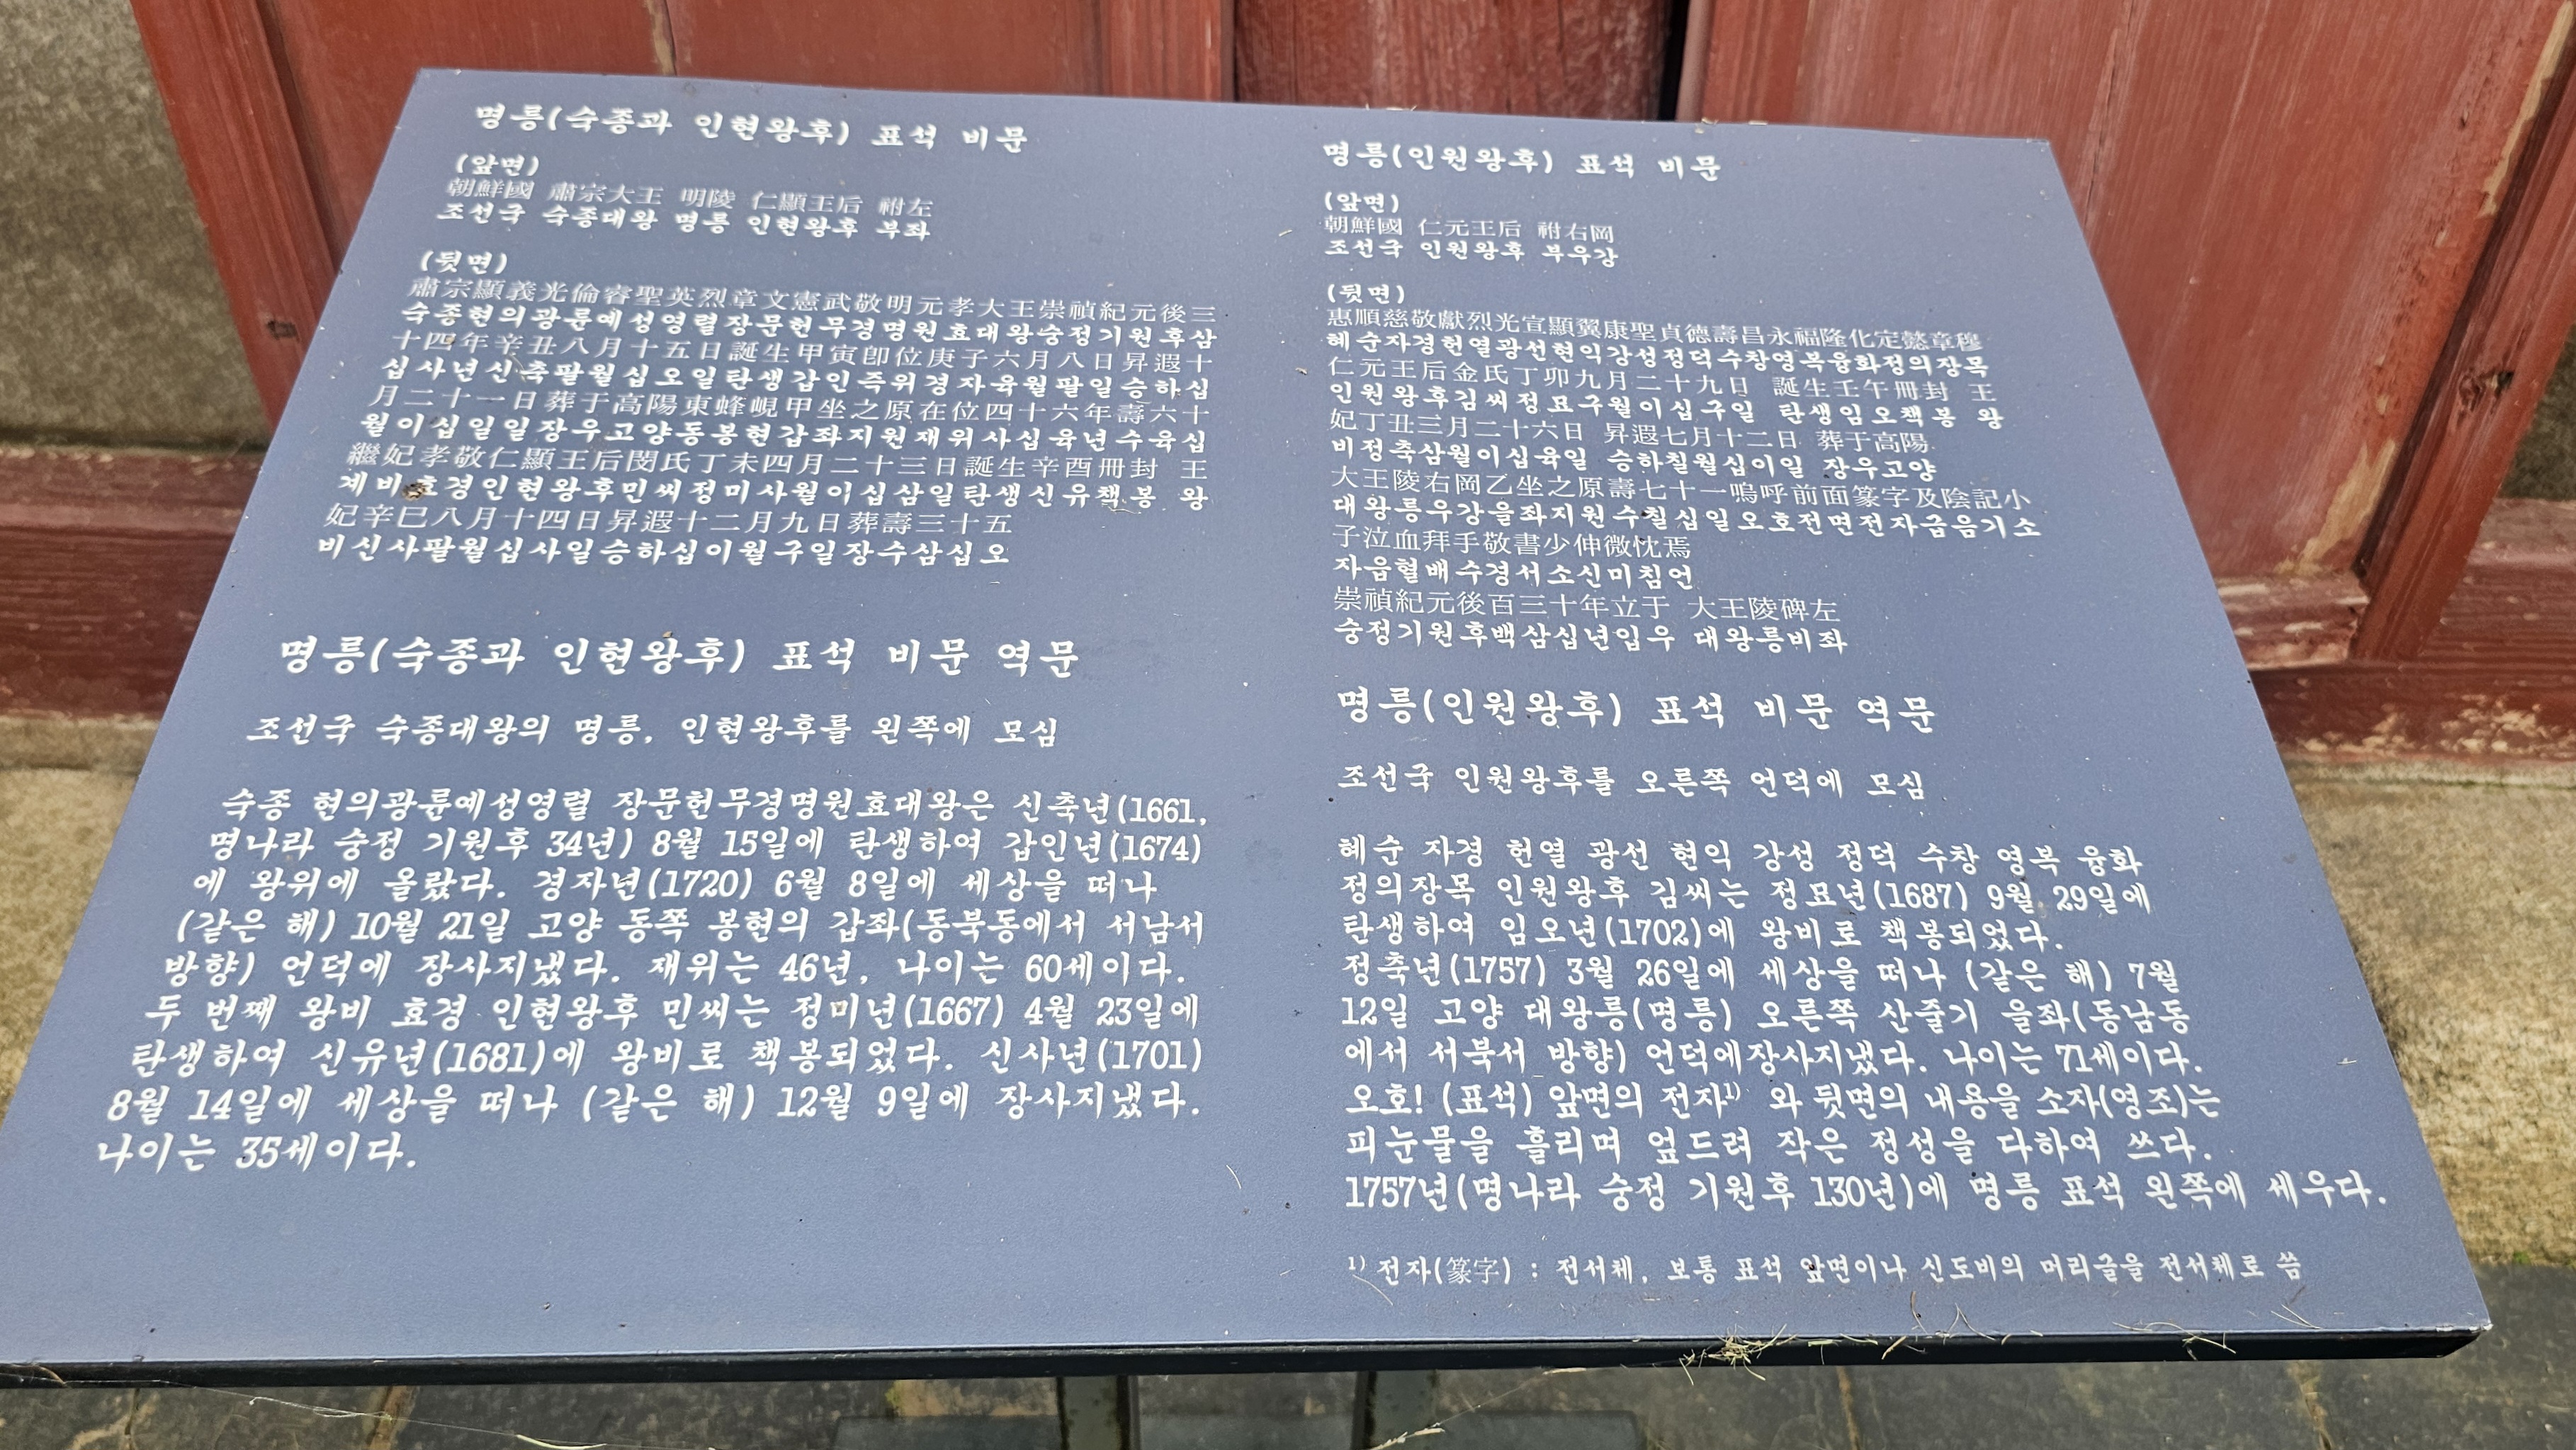 명릉(숙종과 인현왕후) 표석 비문
(앞면)
朝鮮國 肅宗大王 明陵 仁顯王后 祔左
조선국 숙종대왕 명릉 인현왕후 부좌
(뒷면)
肅宗顯義光倫睿聖英烈章文憲武敬明元孝大王崇禎紀元後三
숙종현의광륜예성영렬장문헌무경명원효대왕숭정기원후삼
十四年辛丑八月十五日誕生甲寅卽位庚子六月八日昇遐十
십사년신축팔월십오일탄생갑인즉위경자육월팔일승하십
月二十一日葬于高陽東蜂峴甲坐之原在位四十六年壽六十
월이십일일장우고양동봉현갑좌지원재위사십육년수육십
繼妃孝敬仁顯王后閔氏丁未四月二十三日誕生辛酉冊封 王
계비효경인현왕후민씨정미사월이십삼일탄생신유책봉 왕
妃辛巳八月十四日昇遐十二月九日葬壽三十五
비신사팔월십사일승하십이월구일장수삼십오
명릉(숙종과 인현왕후) 표석 비문 역문
조선국 숙종대왕의 명릉, 인현왕후를 왼쪽에 모심
숙종 현의광륜예성영렬 장문헌무경명원효대왕은 신축년(1661,
명나라 숭정 기원후 34년) 8월 15일에 탄생하여 갑인년(1674)
에 왕위에 올랐다. 경자년(1720) 6월 8일에 세상을 떠나
(같은 해) 10월 21일 고양 동쪽 봉현의 갑좌(동북동에서 서남서
방향) 언덕에 장사지냈다. 재위는 46년, 나이는 60세이다.
두 번째 왕비 효경 인현왕후 민씨는 정미년(1667) 4월 23일에
탄생하여 신유년(1681)에 왕비로 책봉되었다. 신사년(1701)
8월 14일에 세상을 떠나 (같은 해) 12월 9일에 장사지냈다.
나이는 35세이다.
명릉(인원왕후) 표석 비문
(앞면)
朝鮮國 仁元王后 祔右岡
조선국 인원왕후 부우강
(뒷면)
惠順慈敬獻烈光宣顯翼康聖貞德壽昌永福隆化定懿章穆
혜순자경헌열광선현익강성정덕수창영복융화정의장목
仁元王后金氏丁卯九月二十九日 誕生壬午冊封 王
인원왕후김씨정묘구월이십구일 탄생임오책봉 왕
妃丁丑三月二十六日 昇遐七月十二日 葬于高陽
비정축삼월이십육일 승하칠월십이일 장우고양
大王陵右岡乙坐之原壽七十一嗚呼前面篆字及陰記小
대왕릉우강을좌지원수칠십일오호전면전자급음기소
子泣血拜手敬書少伸微忱焉
자읍혈배수경서소신미침언
崇禎紀元後百三十年立于 大王陵碑左
숭정기원후백삼십년입우 대왕릉비좌
명릉(인원왕후) 표석 비문 역문
조선국 인원왕후를 오른쪽 언덕에 모심
혜순 자경 헌열 광선 현익 강성 정덕 수창 영복 융화
정의장목 인원왕후 김씨는 정묘년(1687) 9월 29일에
탄생하여 임오년(1702)에 왕비로 책봉되었다.
정축년(1757) 3월 26일에 세상을 떠나 (같은 해) 7월
12일 고양 대왕릉(명릉) 오른쪽 산줄기 을좌(동남동
에서 서북서 방향) 언덕에장사지냈다. 나이는 71세이다.
오호! (표석) 앞면의 전자¹⁾ 와 뒷면의 내용을 소자(영조)는
피눈물을 흘리며 엎드려 작은 정성을 다하여 쓰다.
1757년(명나라 숭정 기원후 130년)에 명릉 표석 왼쪽에 세우다.
¹⁾ 전자(篆字) : 전서체, 보통 표석 앞면이나 신도비의 머리글을 전서체로 씀